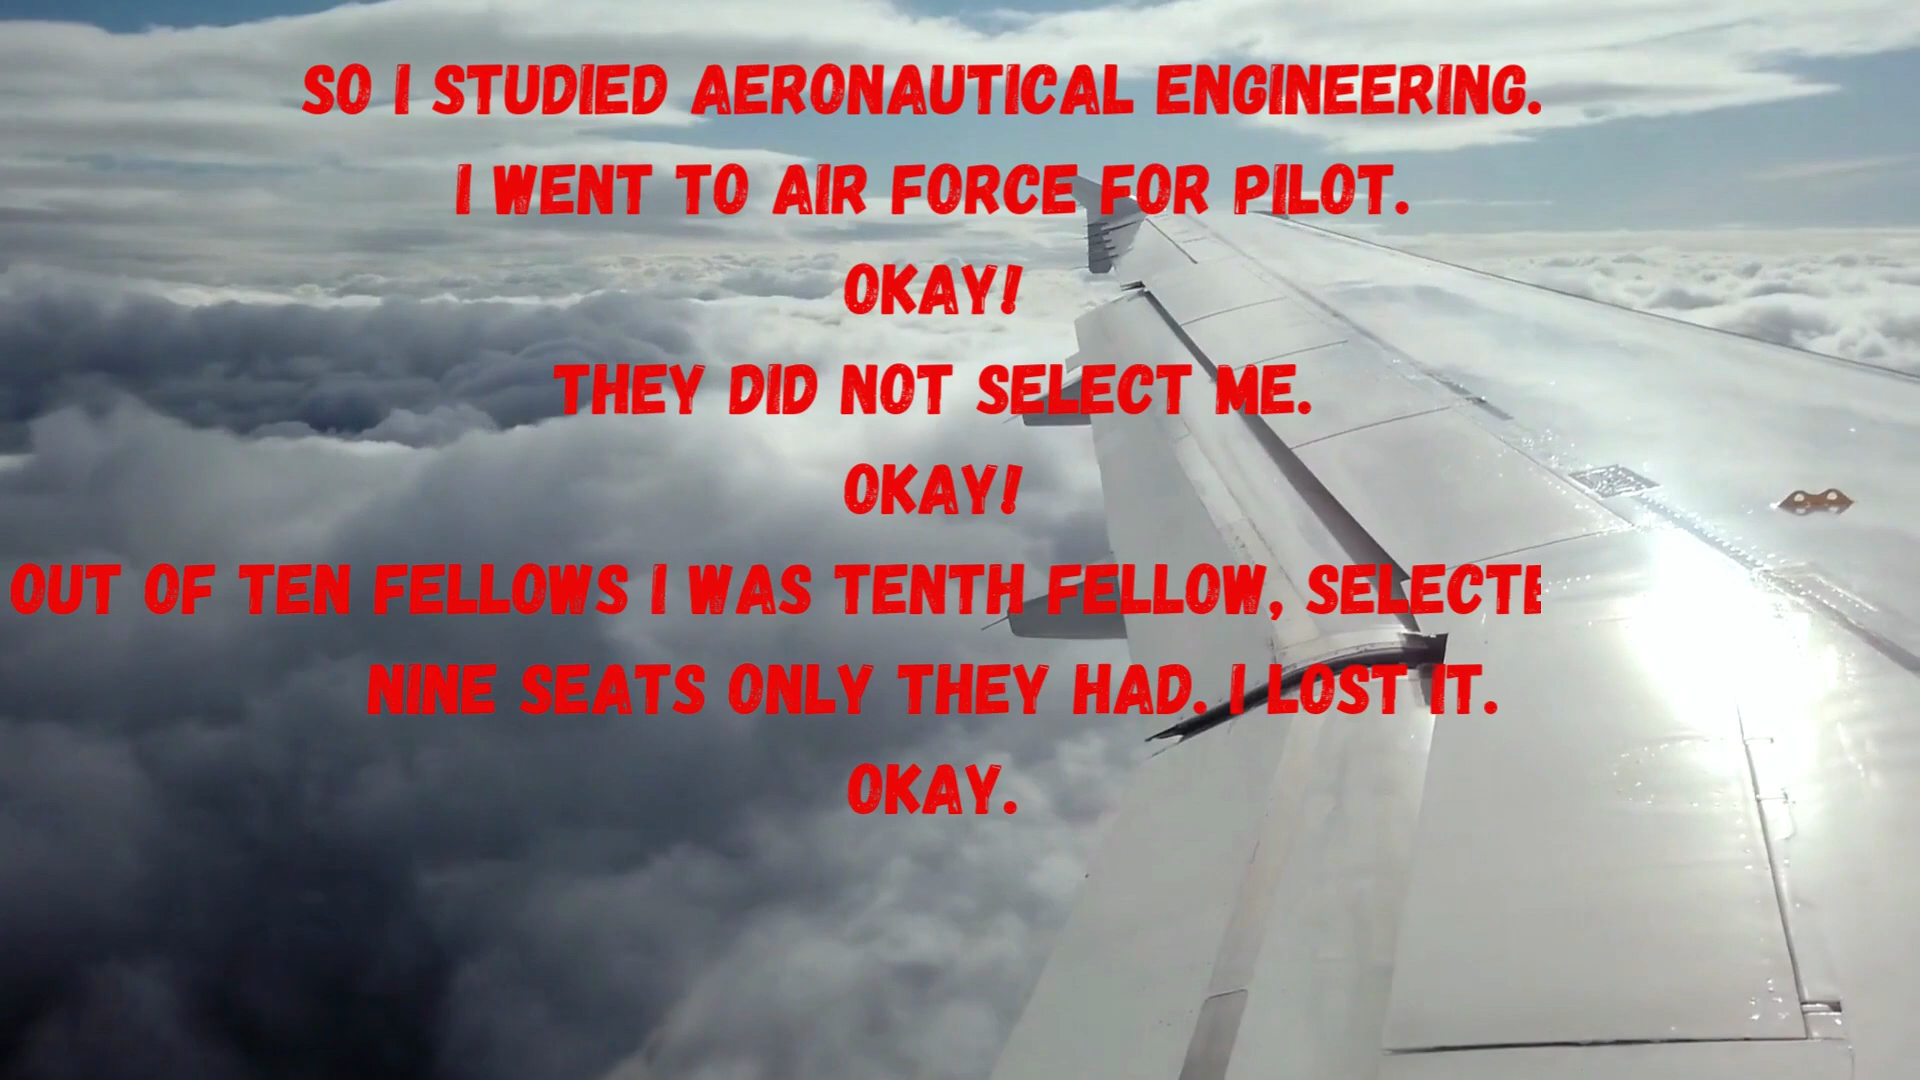 SO I STUDIED AERONAUTICAL ENGINEERING.
I WENT TO AIR FORCE FOR PILOT.
OKAY!
THEY DID NOT SELECT ME.
OKAY!
OUT OF TEN FELLOWS I WAS TENTH FELLOW, SELECTE
NINE SEATS ONLY THEY HAD. I LOST IT.
OKAY.